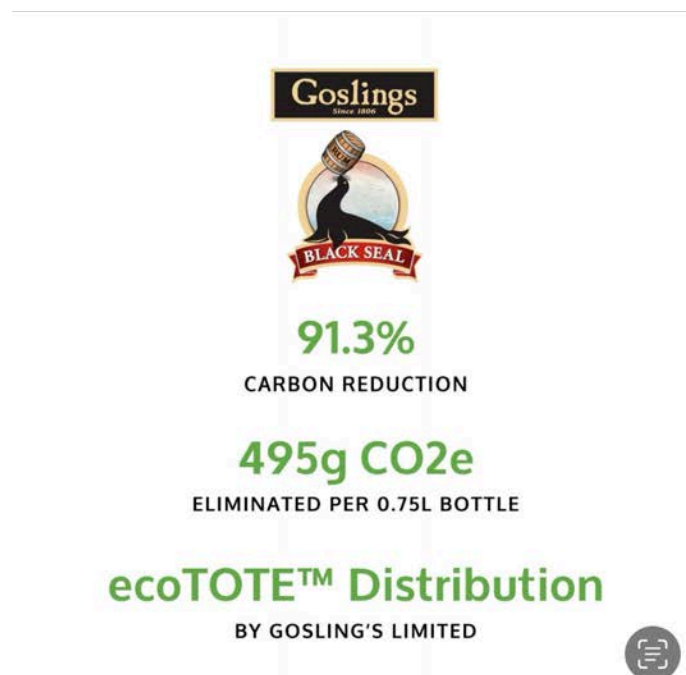 Goslings
Since 1806
RUM
BLACK SEAL
91.3%
CARBON REDUCTION
495g CO2e
ELIMINATED PER 0.75L BOTTLE
ecoTOTE™ Distribution
BY GOSLING'S LIMITED